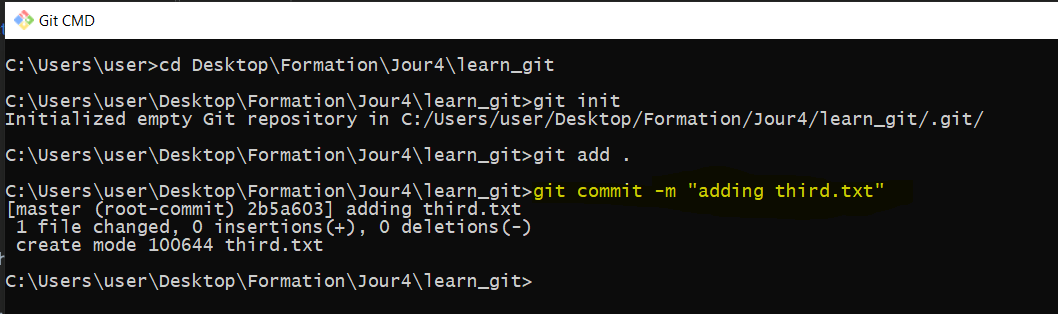 Git CMD
C:\Users\user>cd Desktop\Formation\Jour4\learn_git
C:\Users\user\Desktop\Formation\Jour4\learn_git>git init
Initialized empty Git repository in C:/Users/user/Desktop/Formation/Jour4/learn_git/.git/
C:\Users\user\Desktop\Formation\Jour4\learn_git>git add .
C:\Users\user\Desktop\Formation\Jour4\learn_git>git commit -m "adding third.txt"
[master (root-commit) 2b5a603] adding third.txt
 1 file changed, 0 insertions(+), 0 deletions(-)
 create mode 100644 third.txt
C:\Users\user\Desktop\Formation\Jour4\learn_git>